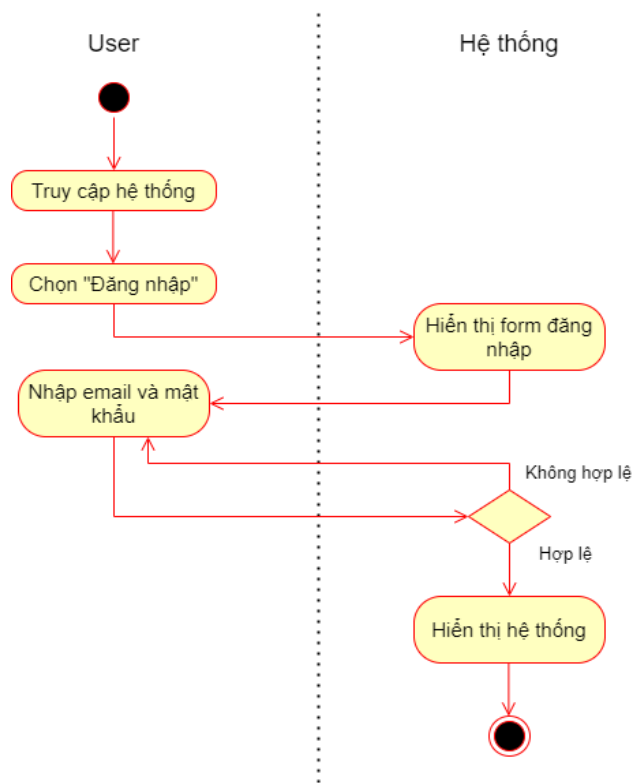 User
Hệ thống
Truy cập hệ thống
Chọn "Đăng nhập"
Hiển thị form đăng
nhập
Nhập email và mật
khẩu
Không hợp lệ
Hợp lệ
Hiển thị hệ thống